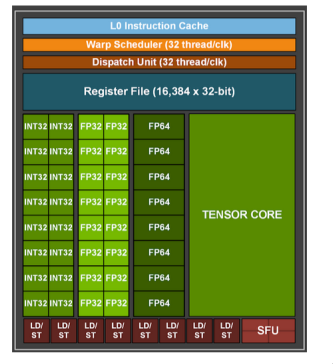 L0 Instruction Cache
Warp Scheduler (32 thread/clk)
Dispatch Unit (32 thread/clk)
Register File (16,384 x 32-bit)
INT32 INT32 FP32 FP32 FP64
INT32 INT32 FP32 FP32 FP64
INT32 INT32 FP32 FP32 FP64
INT32 INT32 FP32 FP32 FP64
TENSOR CORE
INT32 INT32 FP32 FP32 FP64
INT32 INT32 FP32 FP32 FP64
INT32 INT32 FP32 FP32 FP64
INT32 INT32 FP32 FP32 FP64
LD/ LD/ LD/ LD/ LD/ LD/ LD/ LD/
ST ST ST ST ST ST ST ST
SFU